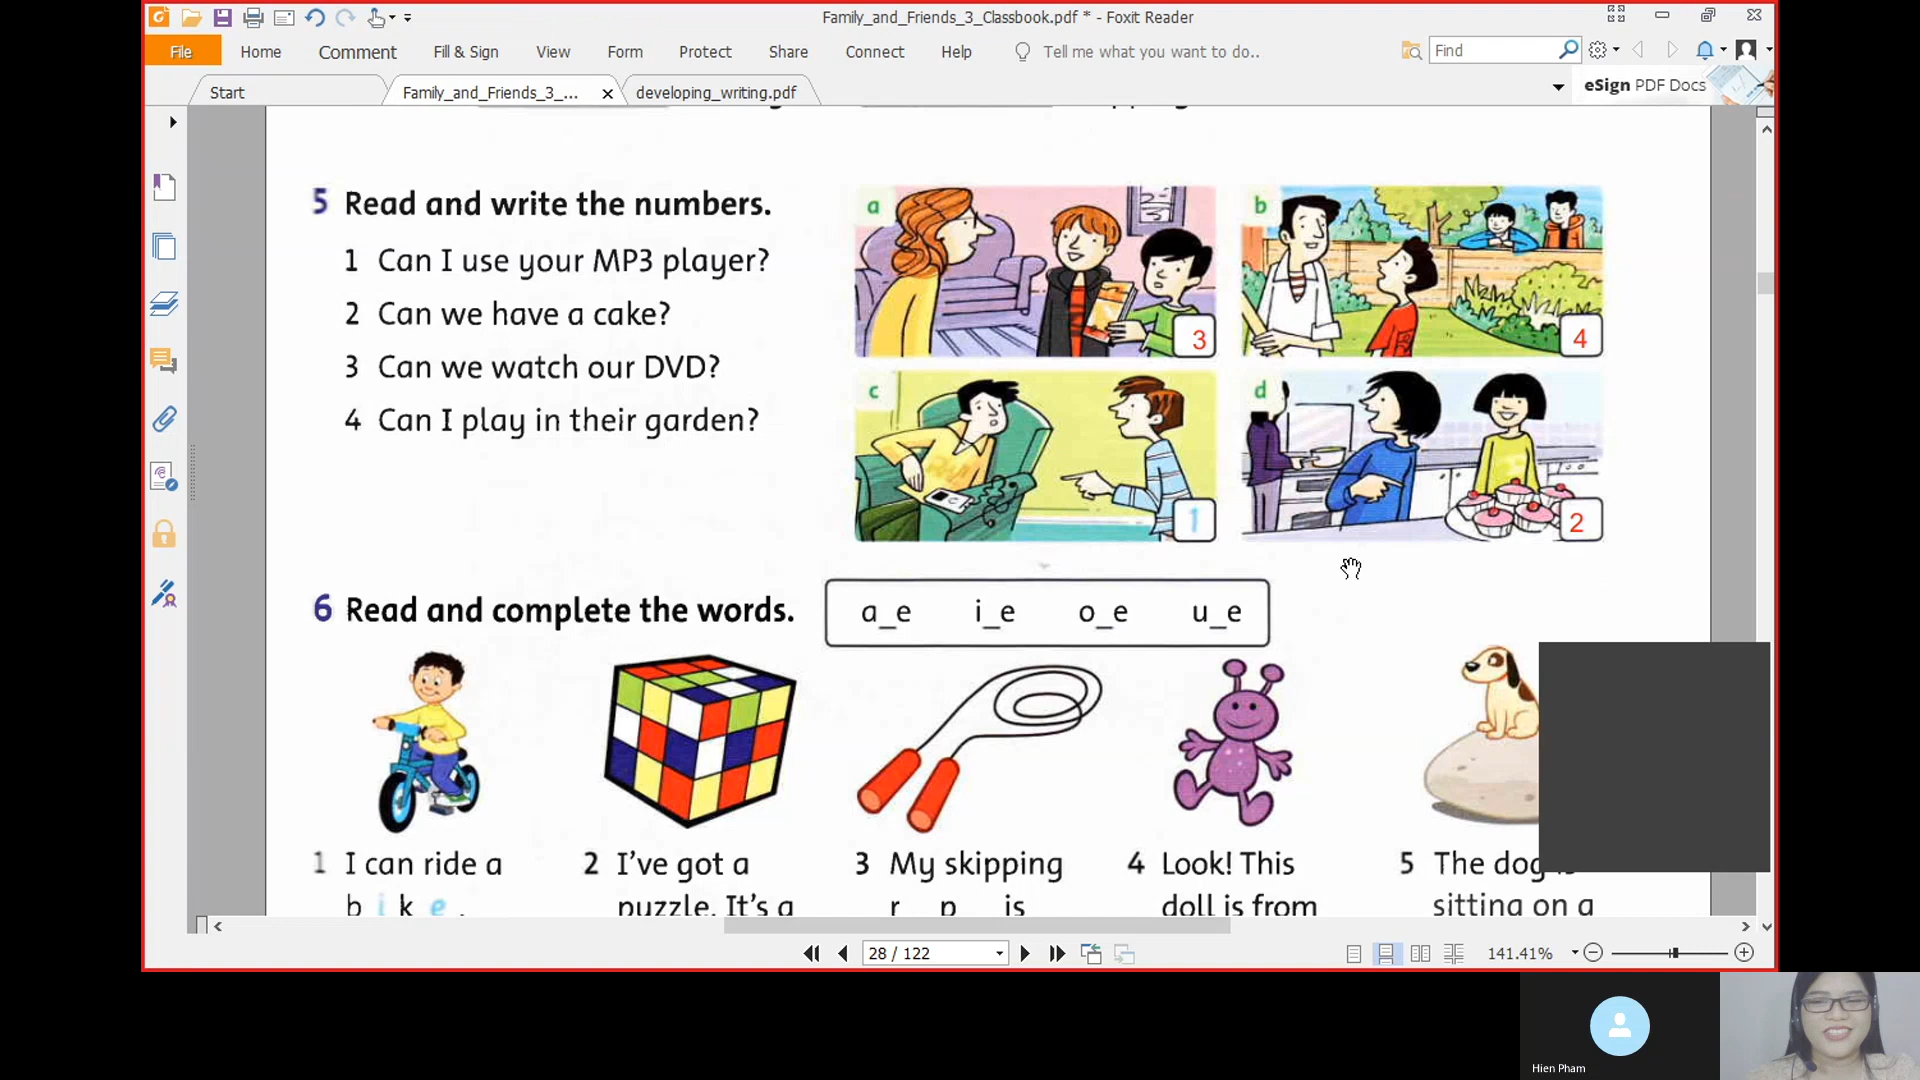 Family_and_Friends_3_Classbook.pdf * - Foxit Reader
File Home Comment Fill & Sign View Form Protect Share Connect Help Tell me what you want to do.. Find
Start Family_and_Friends_3_... developing_writing.pdf eSign PDF Docs
5 Read and write the numbers.
1 Can I use your MP3 player?
2 Can we have a cake?
3 Can we watch our DVD?
4 Can I play in their garden?
a 3
b 4
c 1
d 2
6 Read and complete the words.
a_e i_e o_e u_e
1 I can ride a
b i k e .
2 I've got a
puzzle. It's a
3 My skipping
r p is
4 Look! This
doll is from
5 The dog is
sitting on a
28 / 122 141.41%
Hien Pham